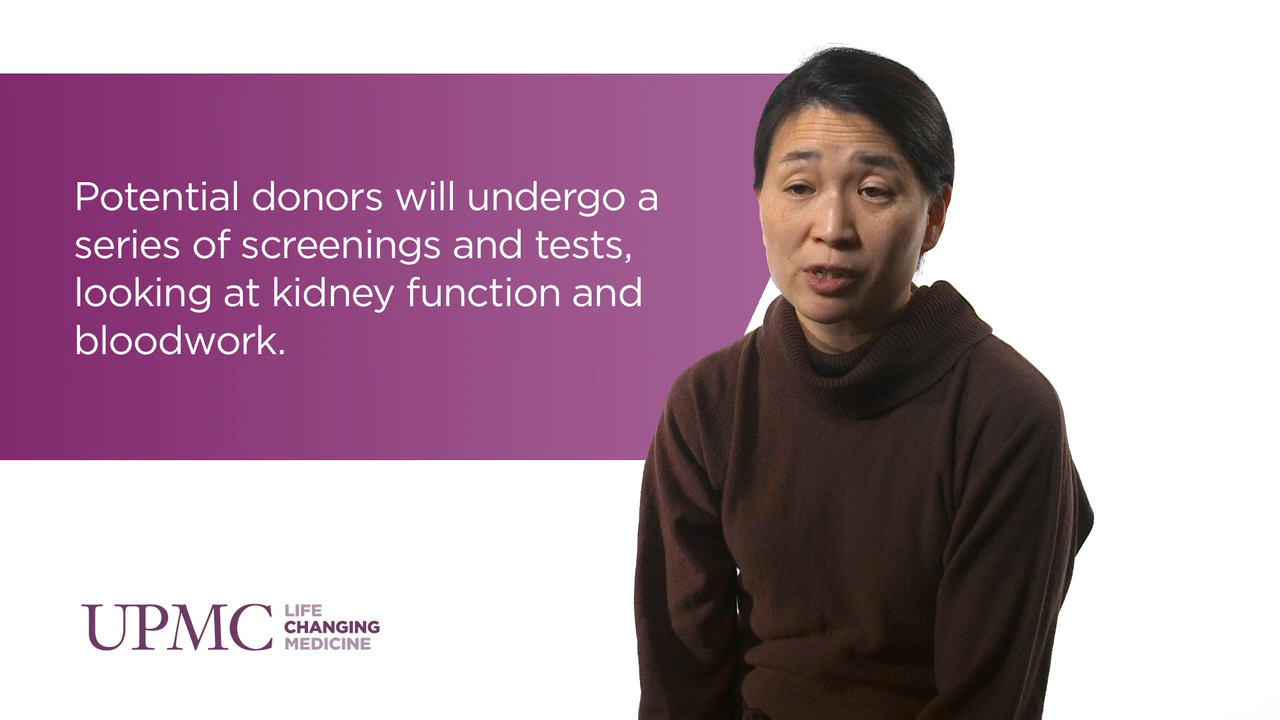 Potential donors will undergo a
series of screenings and tests,
looking at kidney function and
bloodwork.
UPMC
LIFE
CHANGING
MEDICINE